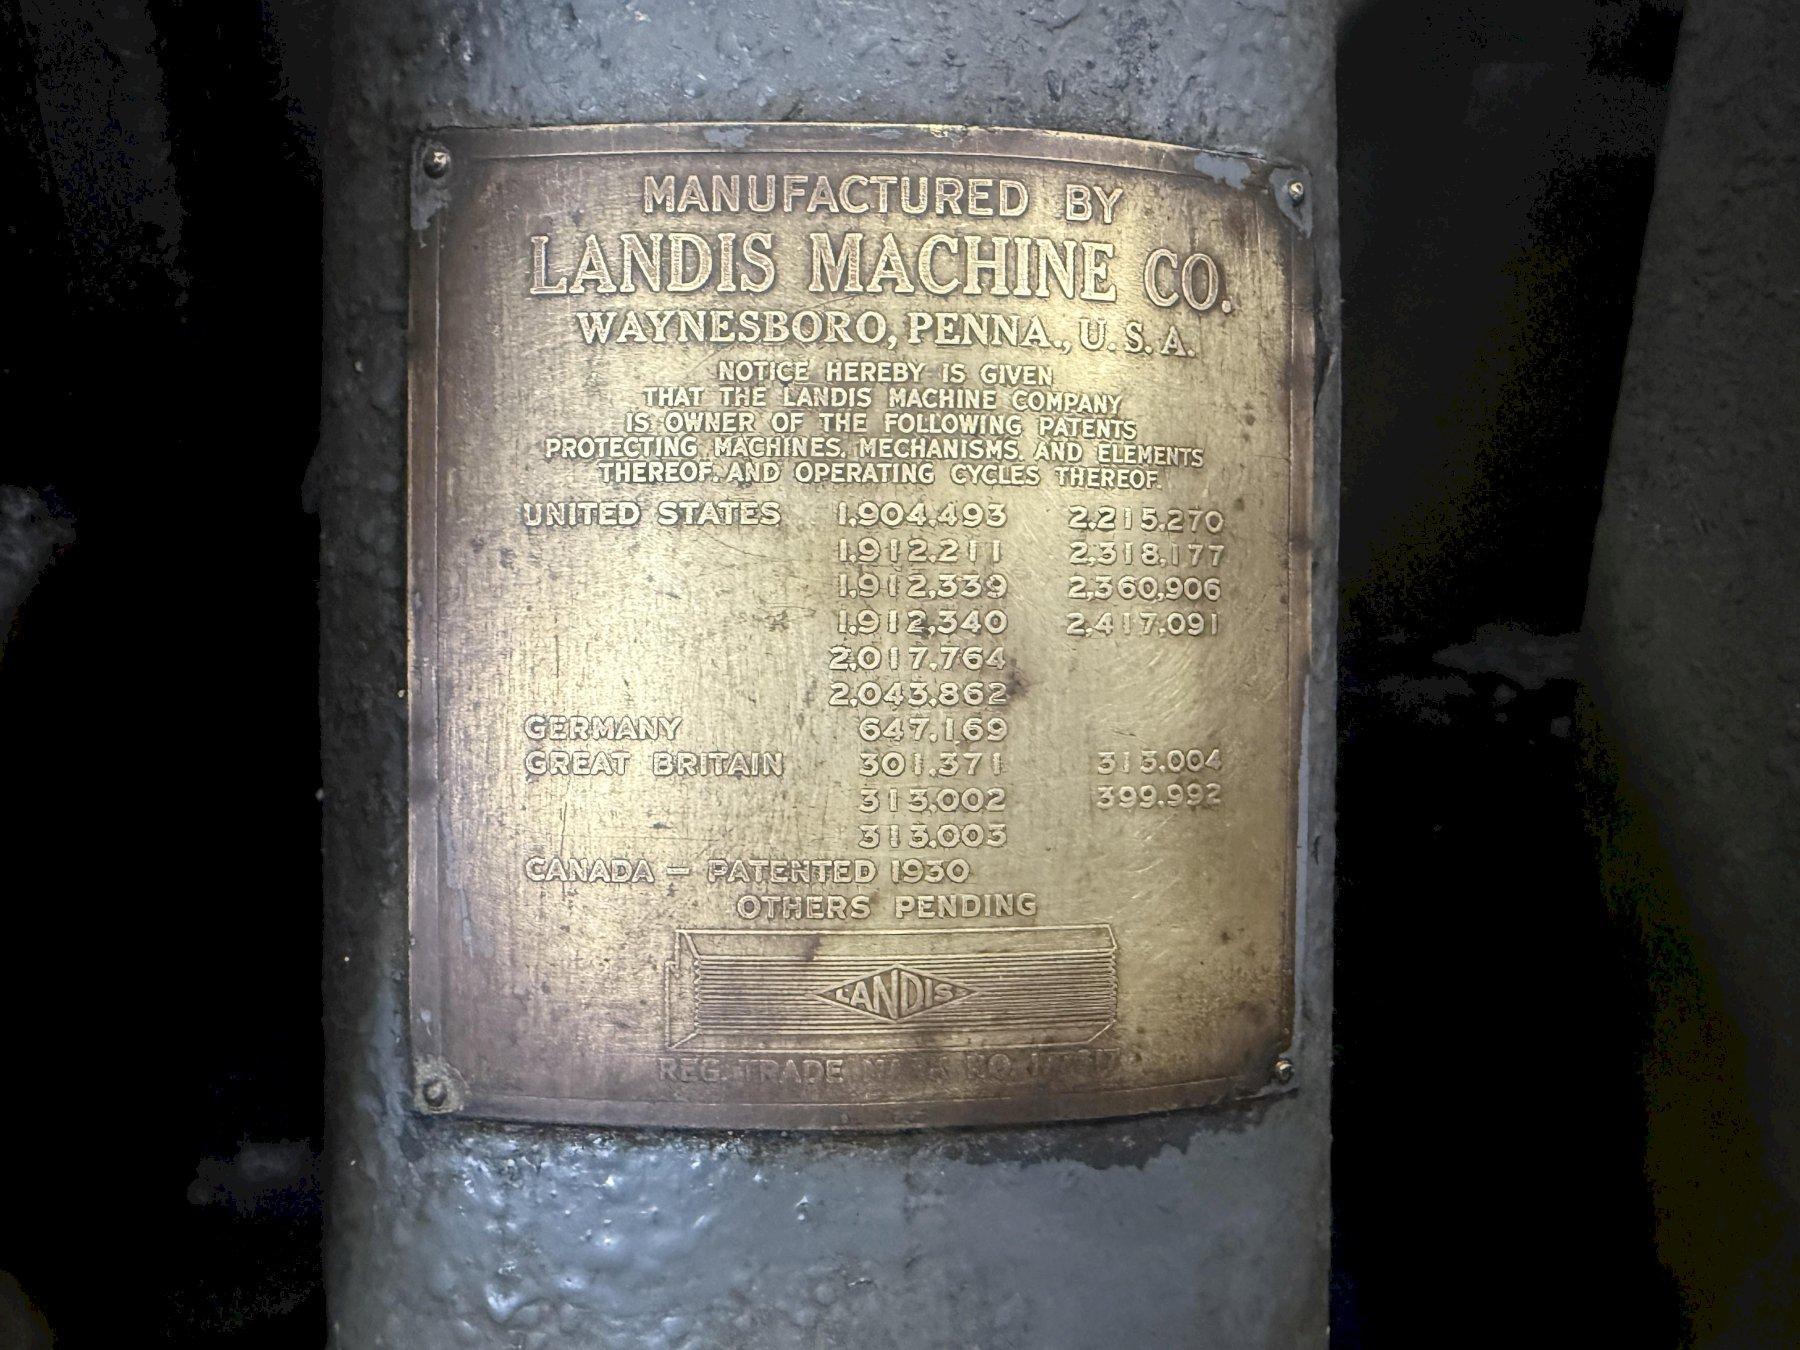 MANUFACTURED BY
LANDIS MACHINE CO.
WAYNESBORO, PENNA., U.S.A.
NOTICE HEREBY IS GIVEN
THAT THE LANDIS MACHINE COMPANY
IS OWNER OF THE FOLLOWING PATENTS
PROTECTING MACHINES, MECHANISMS AND ELEMENTS
THEREOF, AND OPERATING CYCLES THEREOF.
UNITED STATES 1,904,493 2,215,270
1,912,211 2,318,177
1,912,339 2,360,906
1,912,340 2,417,091
2,017,764
2,043,862
GERMANY 647,169
GREAT BRITAIN 301,371 313,004
313,002 399,992
313,003
CANADA – PATENTED 1930
OTHERS PENDING
LANDIS
REG. TRADE MARK NO.